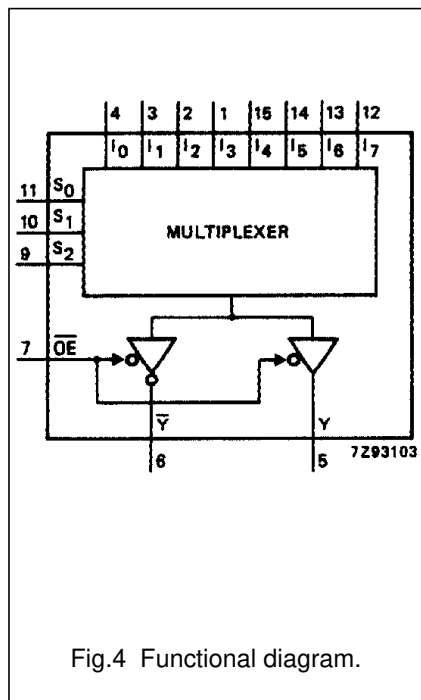 4 3 2 1 15 14 13 12
I0 I1 I2 I3 I4 I5 I6 I7
11 S0
10 S1
9 S2
MULTIPLEXER
7 O̅E̅
Y̅ Y
7Z93103
6 5
Fig.4 Functional diagram.